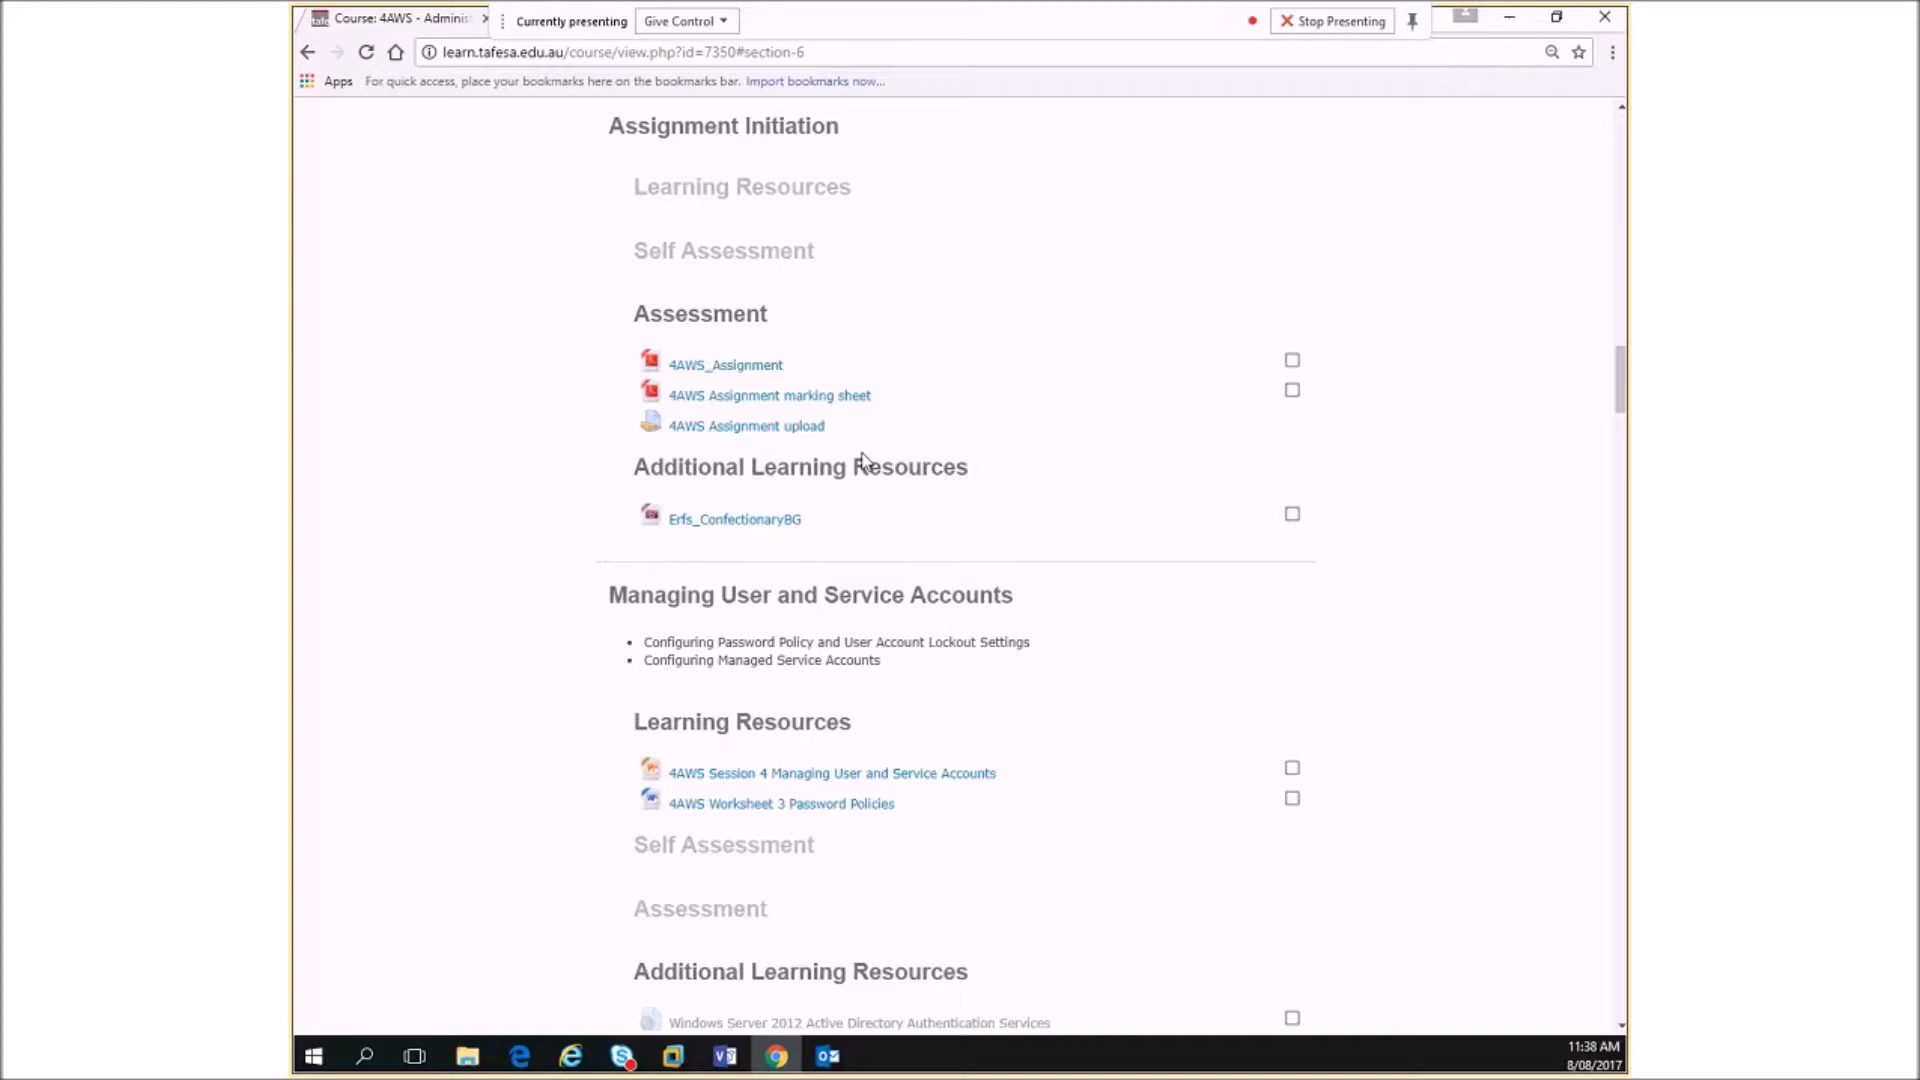 Course: 4AWS - Adminis
Currently presenting
Give Control
Stop Presenting
learn.tafesa.edu.au/course/view.php?id=7350#section-6
Apps
For quick access, place your bookmarks here on the bookmarks bar. Import bookmarks now...
Assignment Initiation
Learning Resources
Self Assessment
Assessment
4AWS_Assignment
4AWS Assignment marking sheet
4AWS Assignment upload
Additional Learning Resources
Erfs_ConfectionaryBG
Managing User and Service Accounts
• Configuring Password Policy and User Account Lockout Settings
• Configuring Managed Service Accounts
Learning Resources
4AWS Session 4 Managing User and Service Accounts
4AWS Worksheet 3 Password Policies
Self Assessment
Assessment
Additional Learning Resources
Windows Server 2012 Active Directory Authentication Services
11:38 AM
8/08/2017